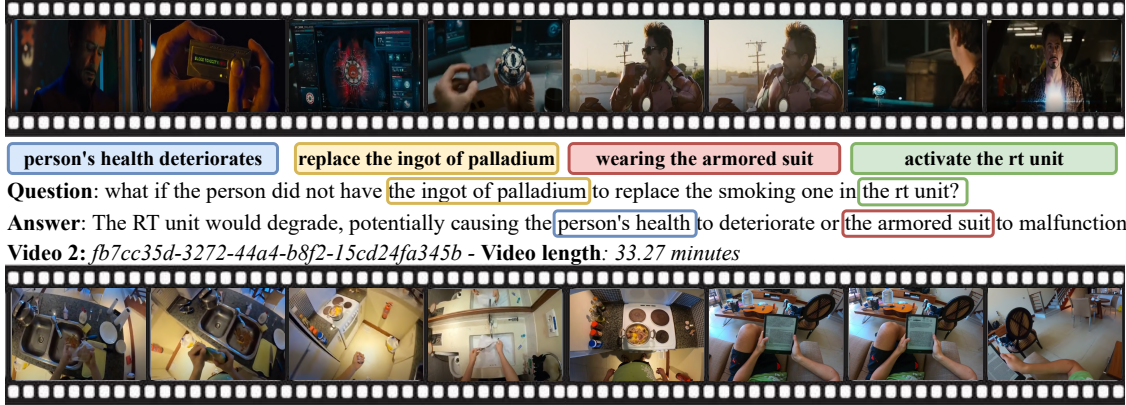 BLOOD TOXICITY
person's health deteriorates
replace the ingot of palladium
wearing the armored suit
activate the rt unit
Question: what if the person did not have the ingot of palladium to replace the smoking one in the rt unit?
Answer: The RT unit would degrade, potentially causing the person's health to deteriorate or the armored suit to malfunction
Video 2: fb7cc35d-3272-44a4-b8f2-15cd24fa345b - Video length: 33.27 minutes